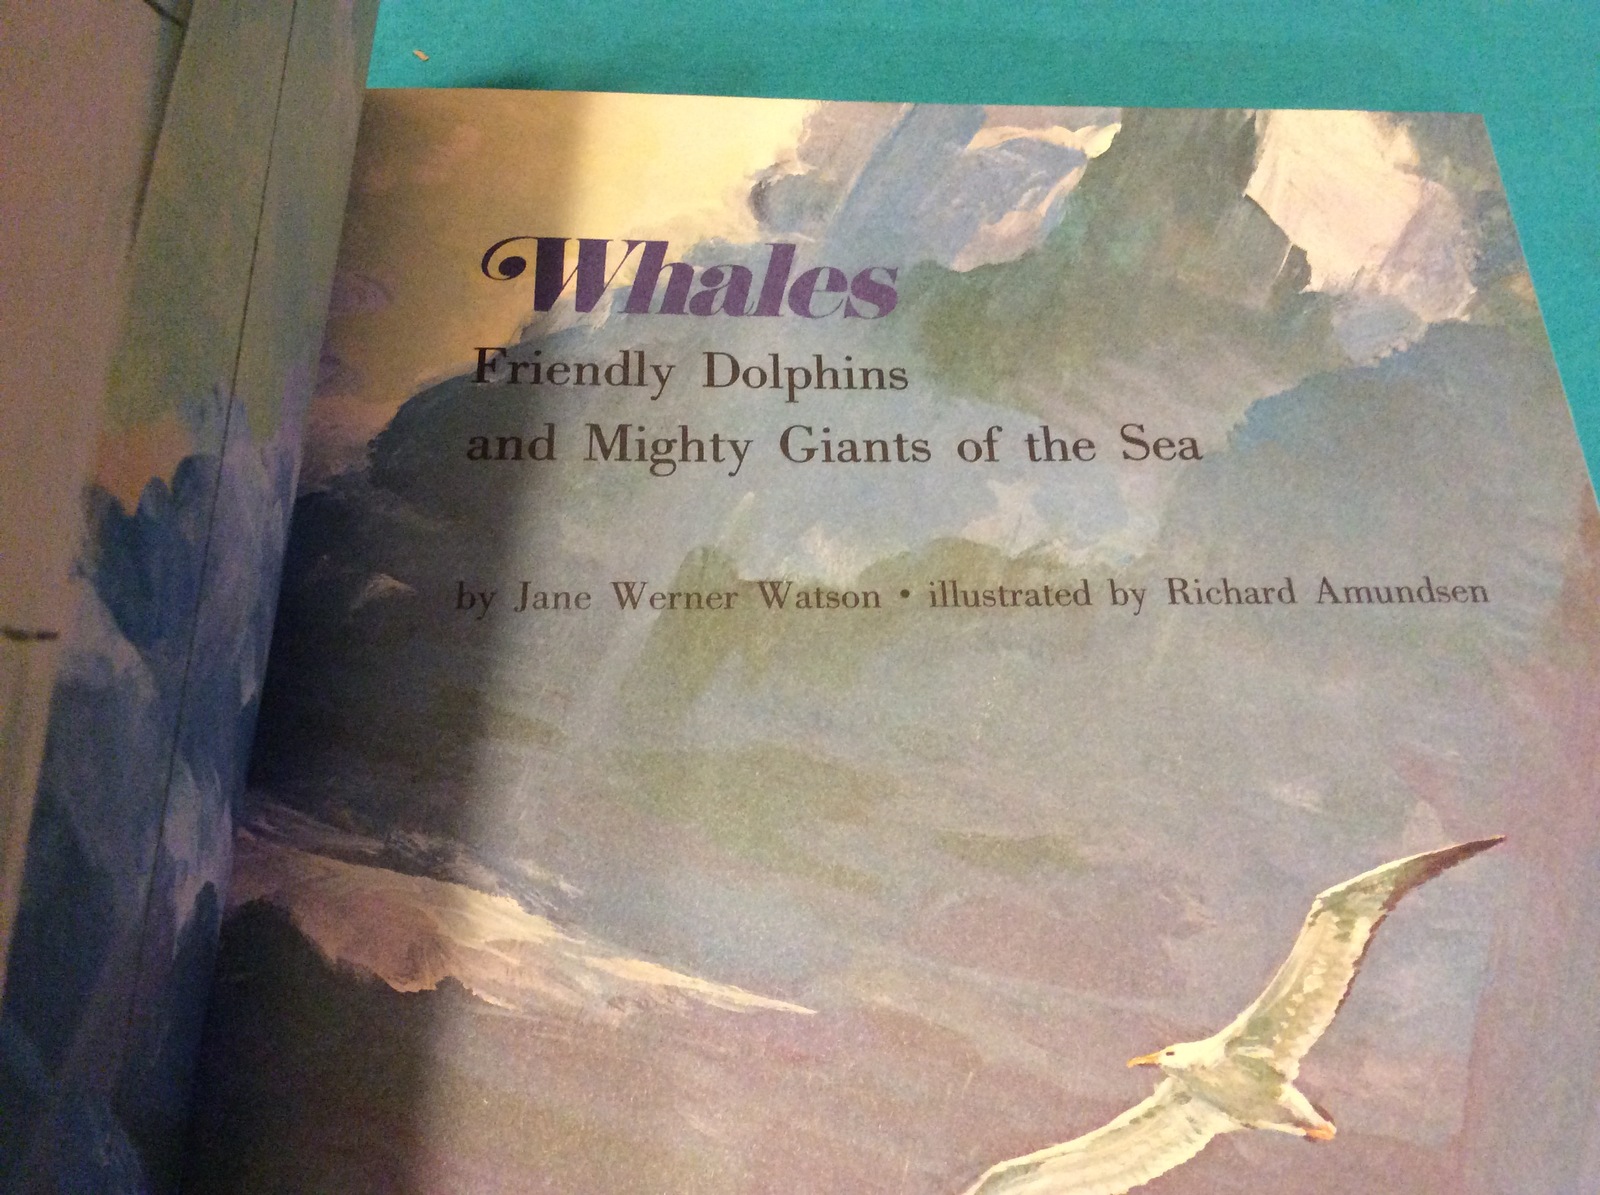 Whales
Friendly Dolphins
and Mighty Giants of the Sea
by Jane Werner Watson • illustrated by Richard Amundsen